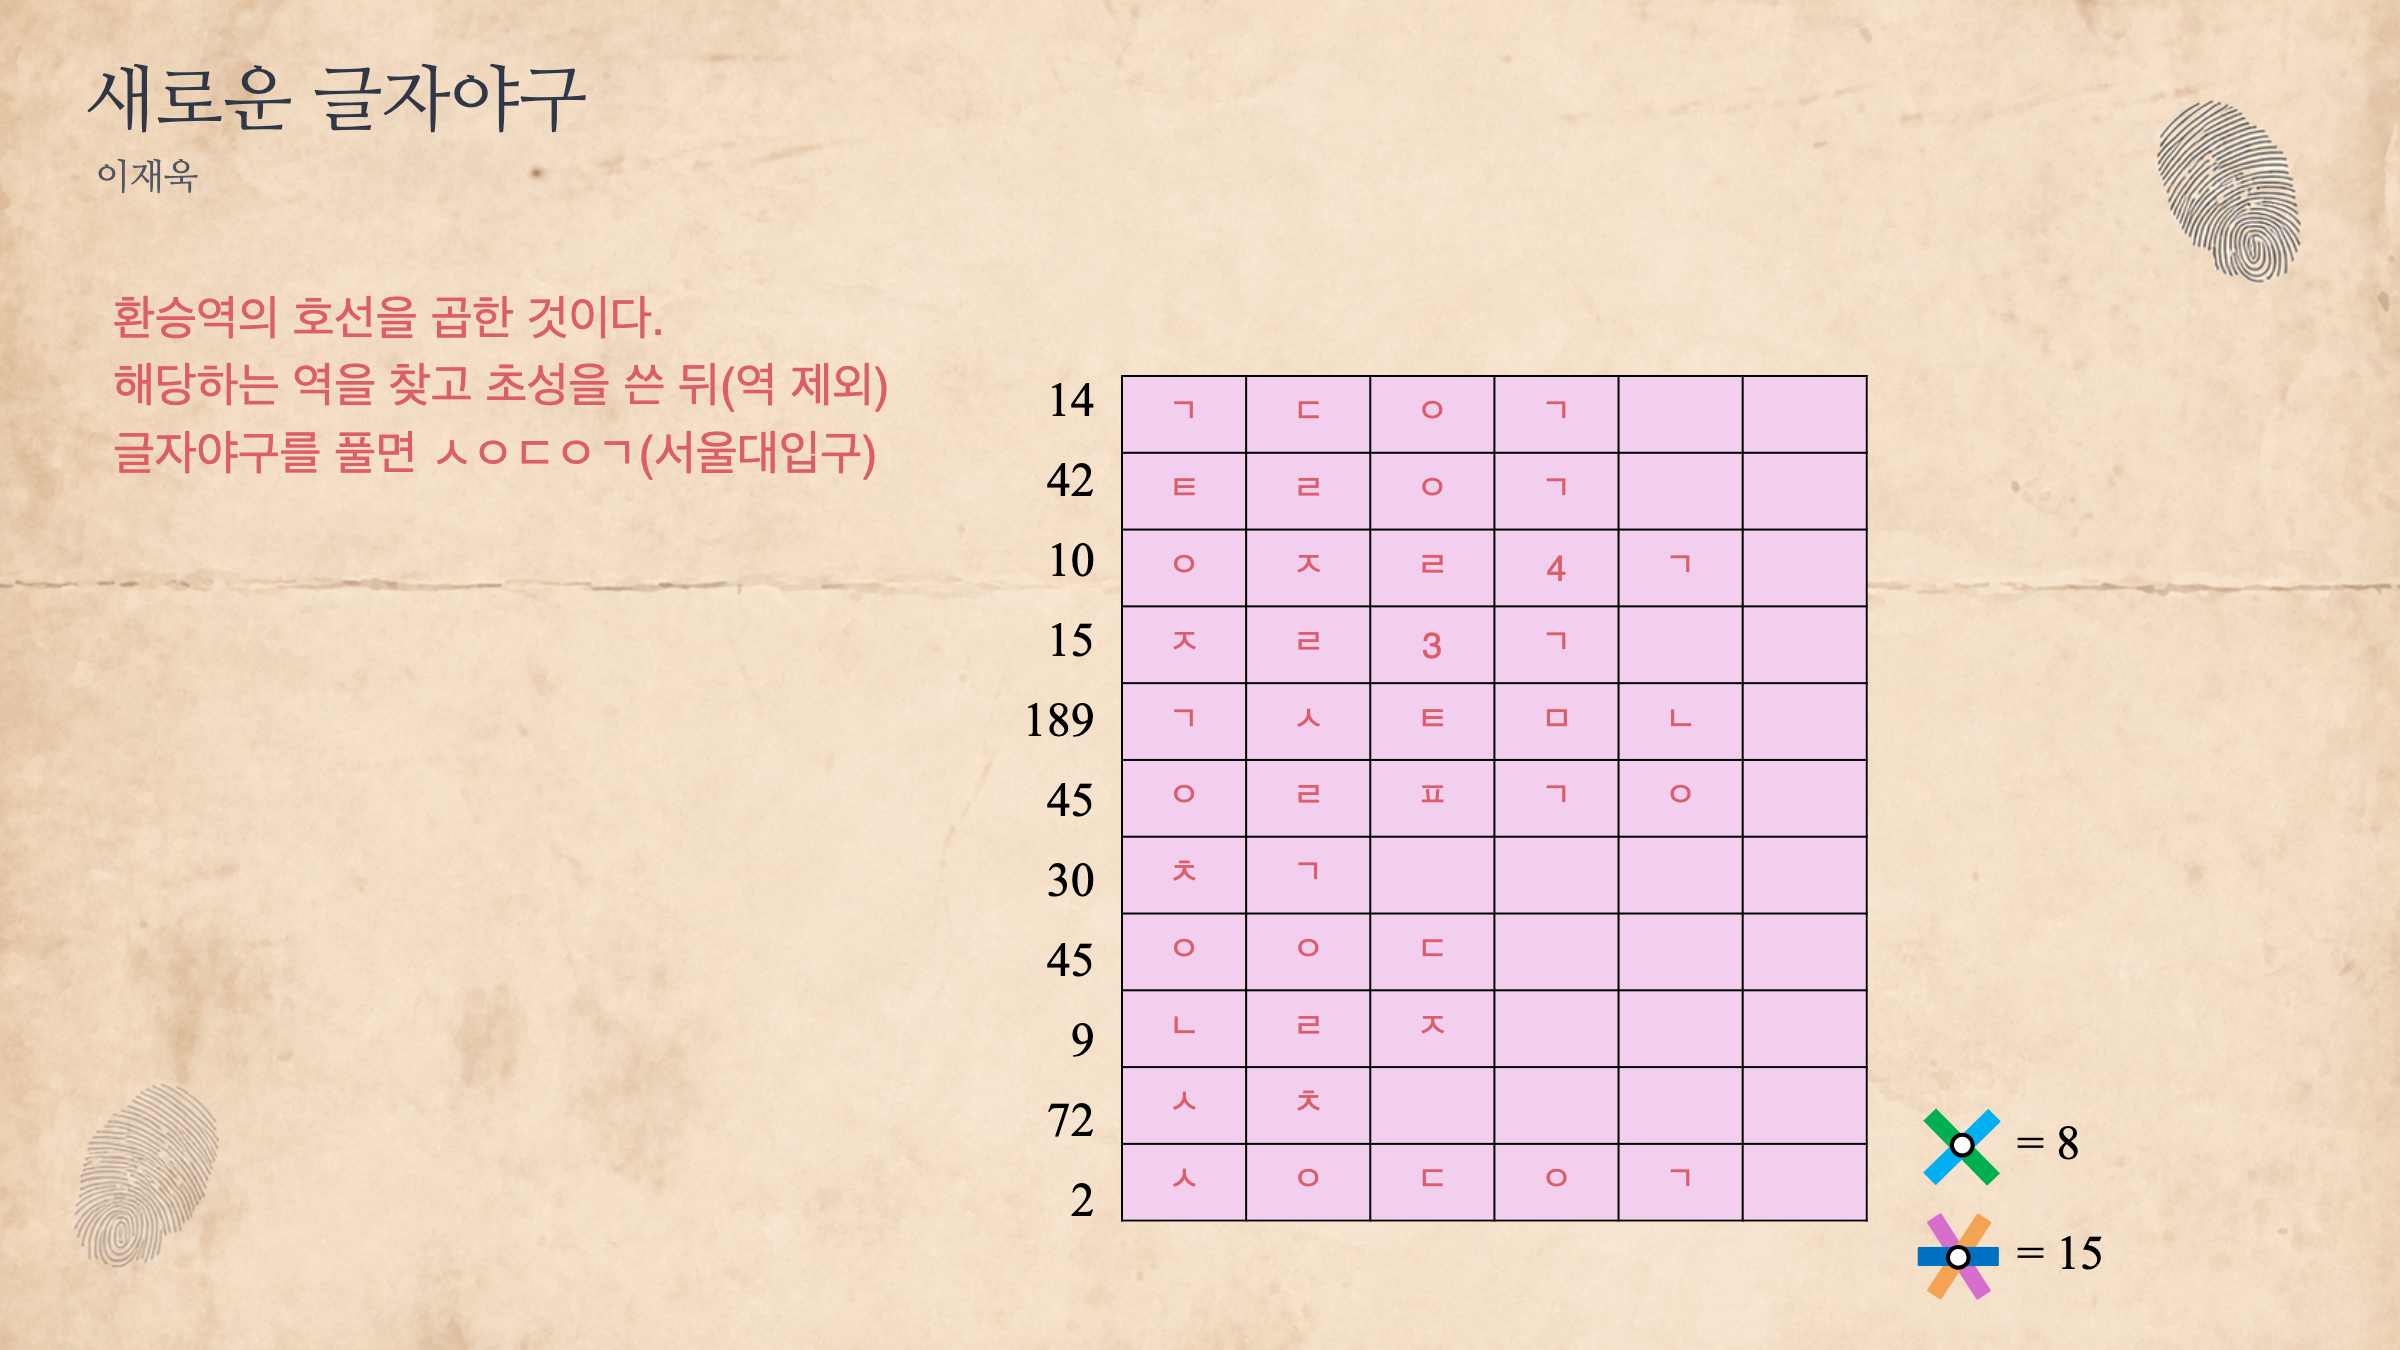 새로운 글자야구
이재욱
환승역의 호선을 곱한 것이다.
해당하는 역을 찾고 초성을 쓴 뒤(역 제외)
글자야구를 풀면 ㅅㅇㄷㅇㄱ(서울대입구)
14 ㄱ ㄷ ㅇ ㄱ
42 ㅌ ㄹ ㅇ ㄱ
10 ㅇ ㅈ ㄹ 4 ㄱ
15 ㅈ ㄹ 3 ㄱ
189 ㄱ ㅅ ㅌ ㅁ ㄴ
45 ㅇ ㄹ ㅍ ㄱ ㅇ
30 ㅊ ㄱ
45 ㅇ ㅇ ㄷ
9 ㄴ ㄹ ㅈ
72 ㅅ ㅊ
2 ㅅ ㅇ ㄷ ㅇ ㄱ
= 8
= 15